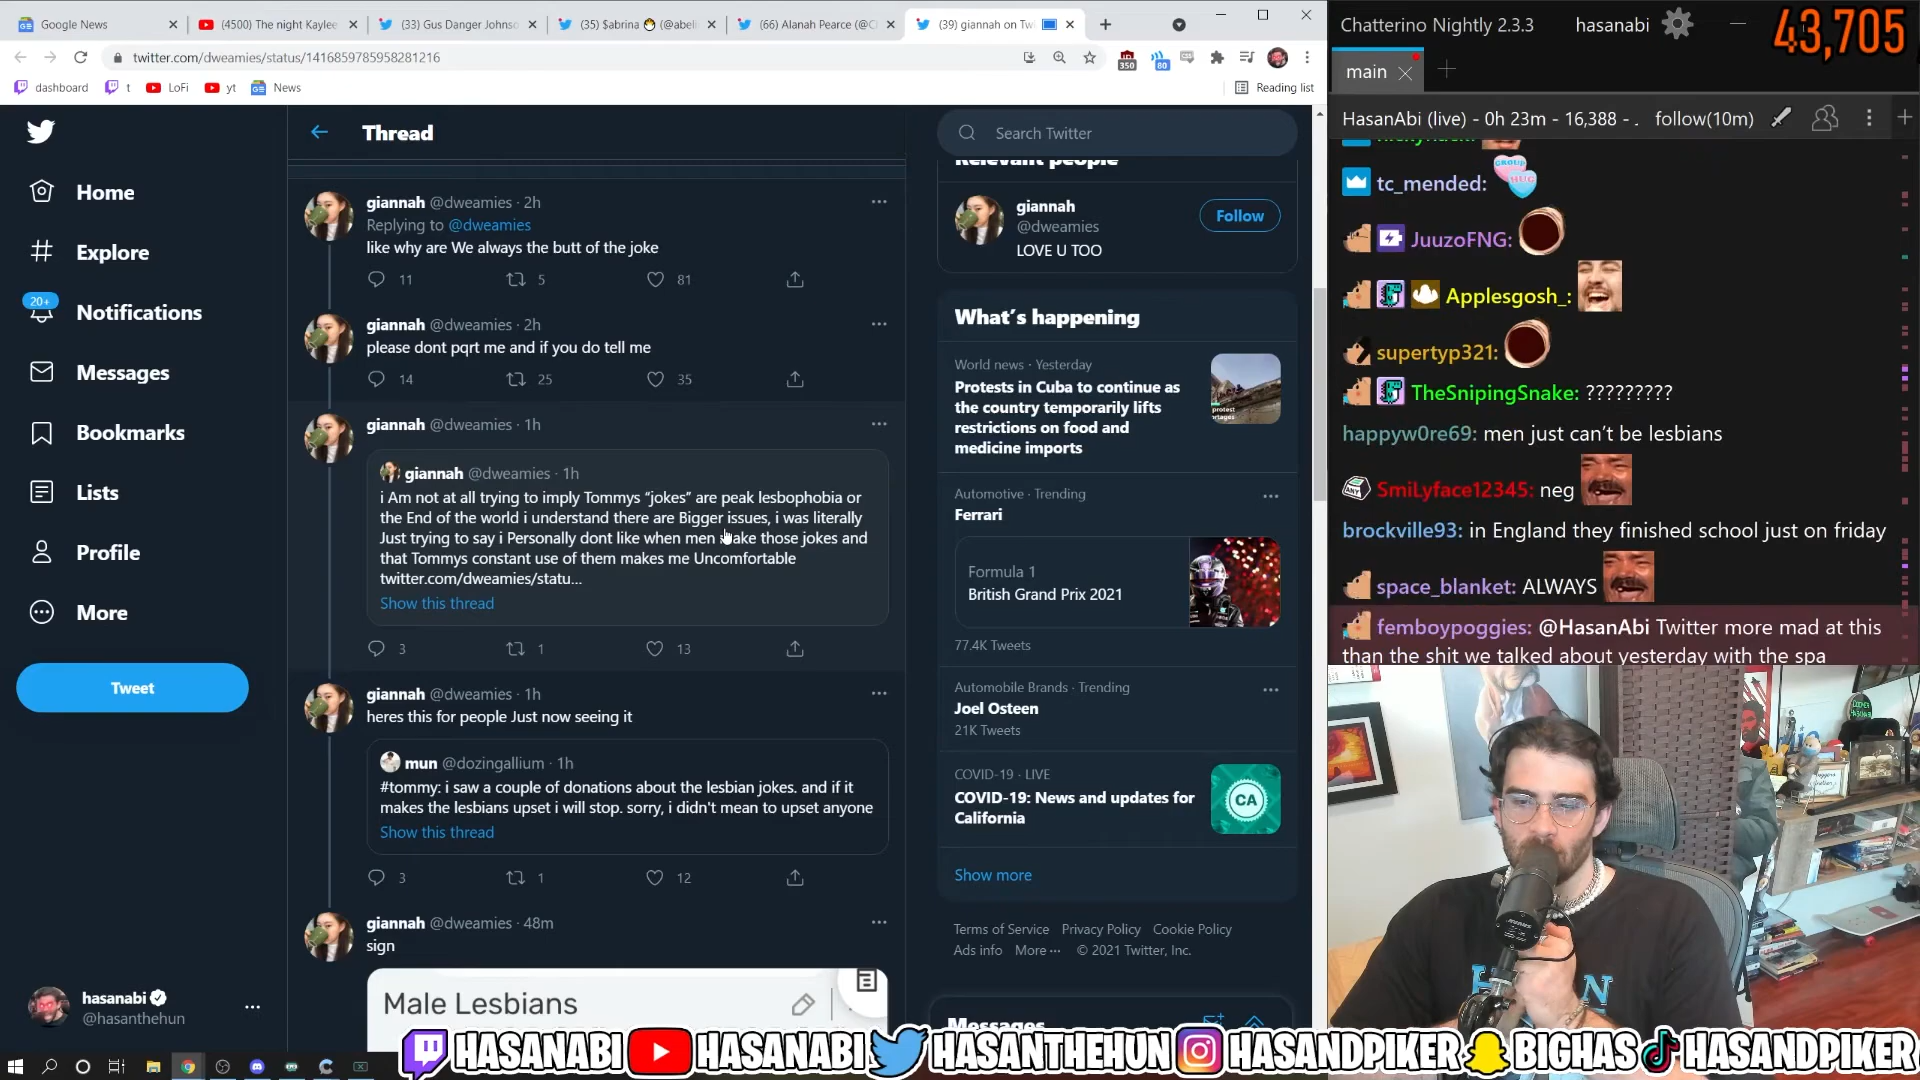 Google News
(4500) The night Kaylee
(33) Gus Danger Johnso
(35) $abrina
(@abeli
(66) Alanah Pearce (@C
(39) giannah on Tw
twitter.com/dweamies/status/1416859785958281216
350
80
dashboard
t
LoFi
yt
News
Reading list
Home
Explore
20+
Notifications
Messages
Bookmarks
Lists
Profile
More
Tweet
hasanabi
@hasanthehun
Thread
giannah @dweamies · 2h
Replying to @dweamies
like why are We always the butt of the joke
11 5 81
giannah @dweamies · 2h
please dont pqrt me and if you do tell me
14 25 35
giannah @dweamies · 1h
giannah @dweamies · 1h
i Am not at all trying to imply Tommys “jokes” are peak lesbophobia or
the End of the world i understand there are Bigger issues, i was literally
Just trying to say i Personally dont like when men make those jokes and
that Tommys constant use of them makes me Uncomfortable
twitter.com/dweamies/statu...
Show this thread
3 1 13
giannah @dweamies · 1h
heres this for people Just now seeing it
mun @dozingallium · 1h
#tommy: i saw a couple of donations about the lesbian jokes. and if it
makes the lesbians upset i will stop. sorry, i didn't mean to upset anyone
Show this thread
3 1 12
giannah @dweamies · 48m
sign
Male Lesbians
Search Twitter
Relevant people
giannah
@dweamies
Follow
LOVE U TOO
What’s happening
World news · Yesterday
Protests in Cuba to continue as
the country temporarily lifts
restrictions on food and
medicine imports
Automotive · Trending
Ferrari
Formula 1
British Grand Prix 2021
77.4K Tweets
Automobile Brands · Trending
Joel Osteen
21K Tweets
COVID-19 · LIVE
COVID-19: News and updates for
California
CA
Show more
Terms of Service Privacy Policy Cookie Policy
Ads info More ··· © 2021 Twitter, Inc.
Messages
Chatterino Nightly 2.3.3
hasanabi
43,705
main
HasanAbi (live) - 0h 23m - 16,388 - .
follow(10m)
tc_mended:
GROUP
HUG
JuuzoFNG:
Applesgosh_:
supertyp321:
TheSnipingSnake: ?????????
happyw0re69: men just can’t be lesbians
SmiLyface12345: neg
brockville93: in England they finished school just on friday
space_blanket: ALWAYS
femboypoggies: @HasanAbi Twitter more mad at this
than the shit we talked about yesterday with the spa
HASANABI
HASANABI
HASANTHEHUN
HASANDPIKER
BIGHAS
HASANDPIKER